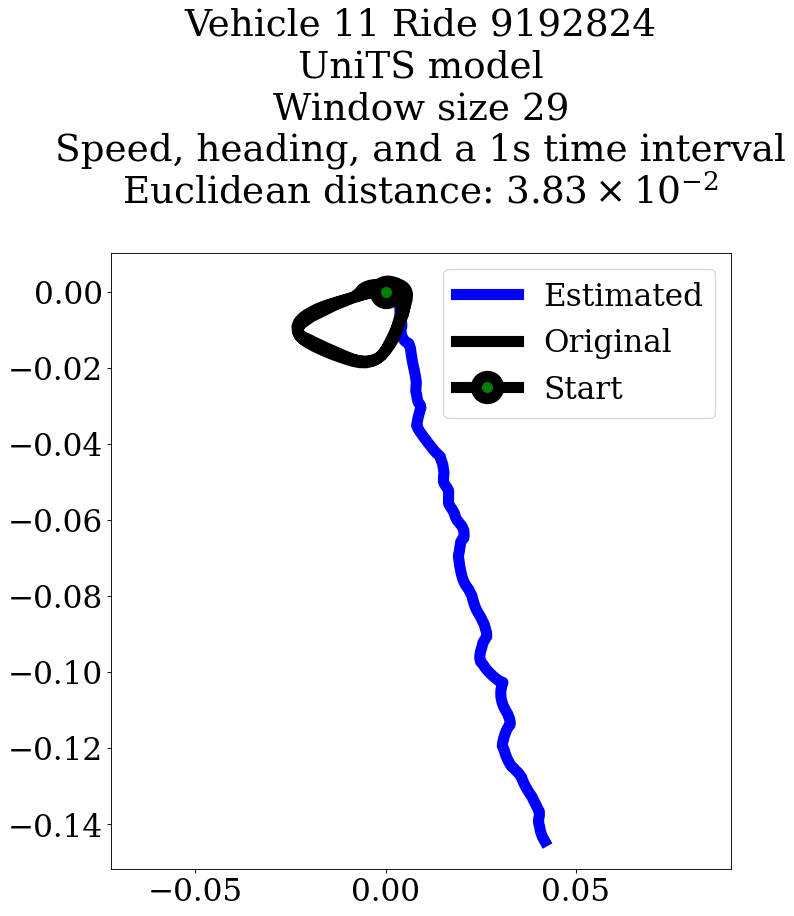 Vehicle 11 Ride 9192824
UniTS model
Window size 29
Speed, heading, and a 1s time interval
Euclidean distance: 3.83 × 10⁻²
Estimated
Original
Start
0.00
−0.02
−0.04
−0.06
−0.08
−0.10
−0.12
−0.14
−0.05
0.00
0.05